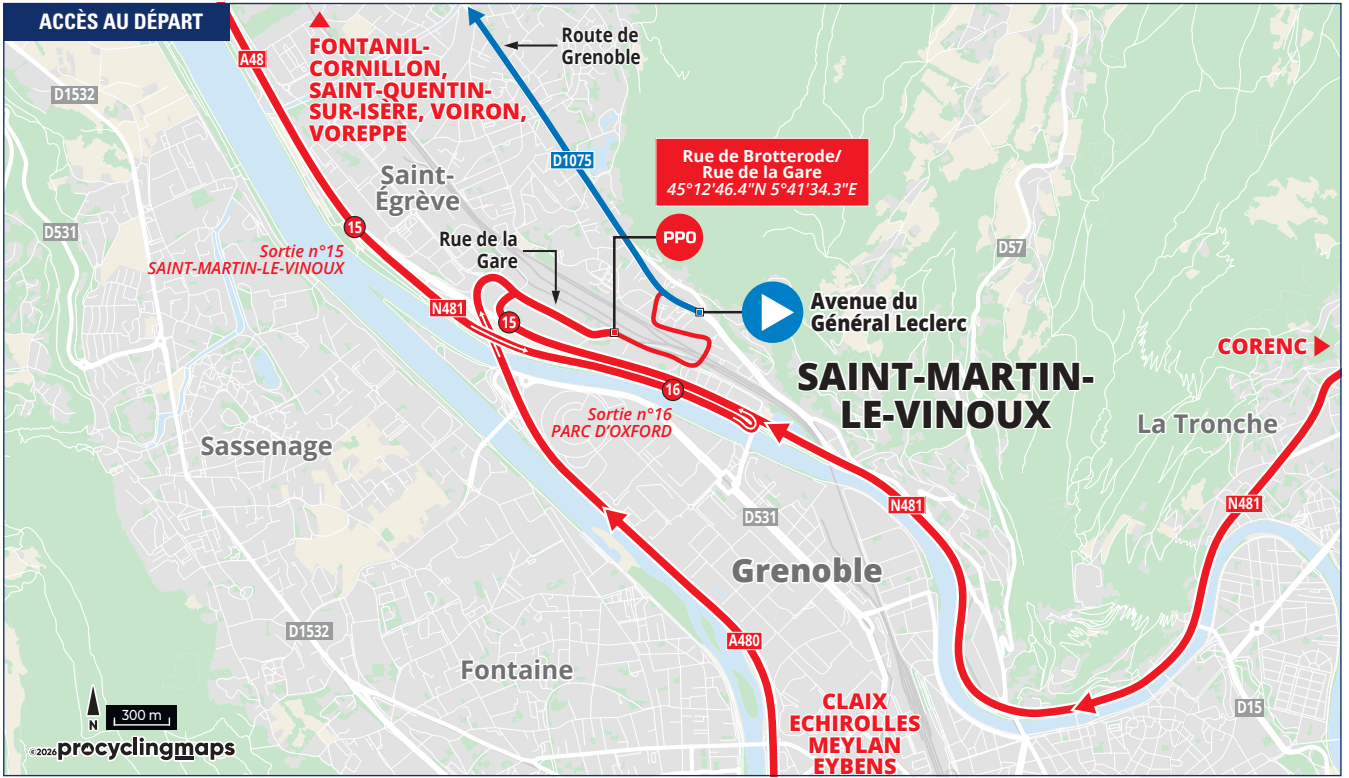 ACCÈS AU DÉPART
A48
FONTANIL-
CORNILLON,
SAINT-QUENTIN-
SUR-ISÈRE, VOIRON,
VOREPPE
Route de
Grenoble
D1532
D1075
Rue de Brotterode/
Rue de la Gare
45°12'46.4"N 5°41'34.3"E
Saint-
Égrève
15
D531
PPO
D57
Rue de la
Gare
Sortie n°15
SAINT-MARTIN-LE-VINOUX
N481
15
Avenue du
Général Leclerc
CORENC
SAINT-MARTIN-
LE-VINOUX
16
Sortie n°16
PARC D'OXFORD
La Tronche
Sassenage
N481
N481
D531
Grenoble
D1532
A480
Fontaine
CLAIX
ECHIROLLES
MEYLAN
EYBENS
D15
N
300 m
©2026 procyclingmaps